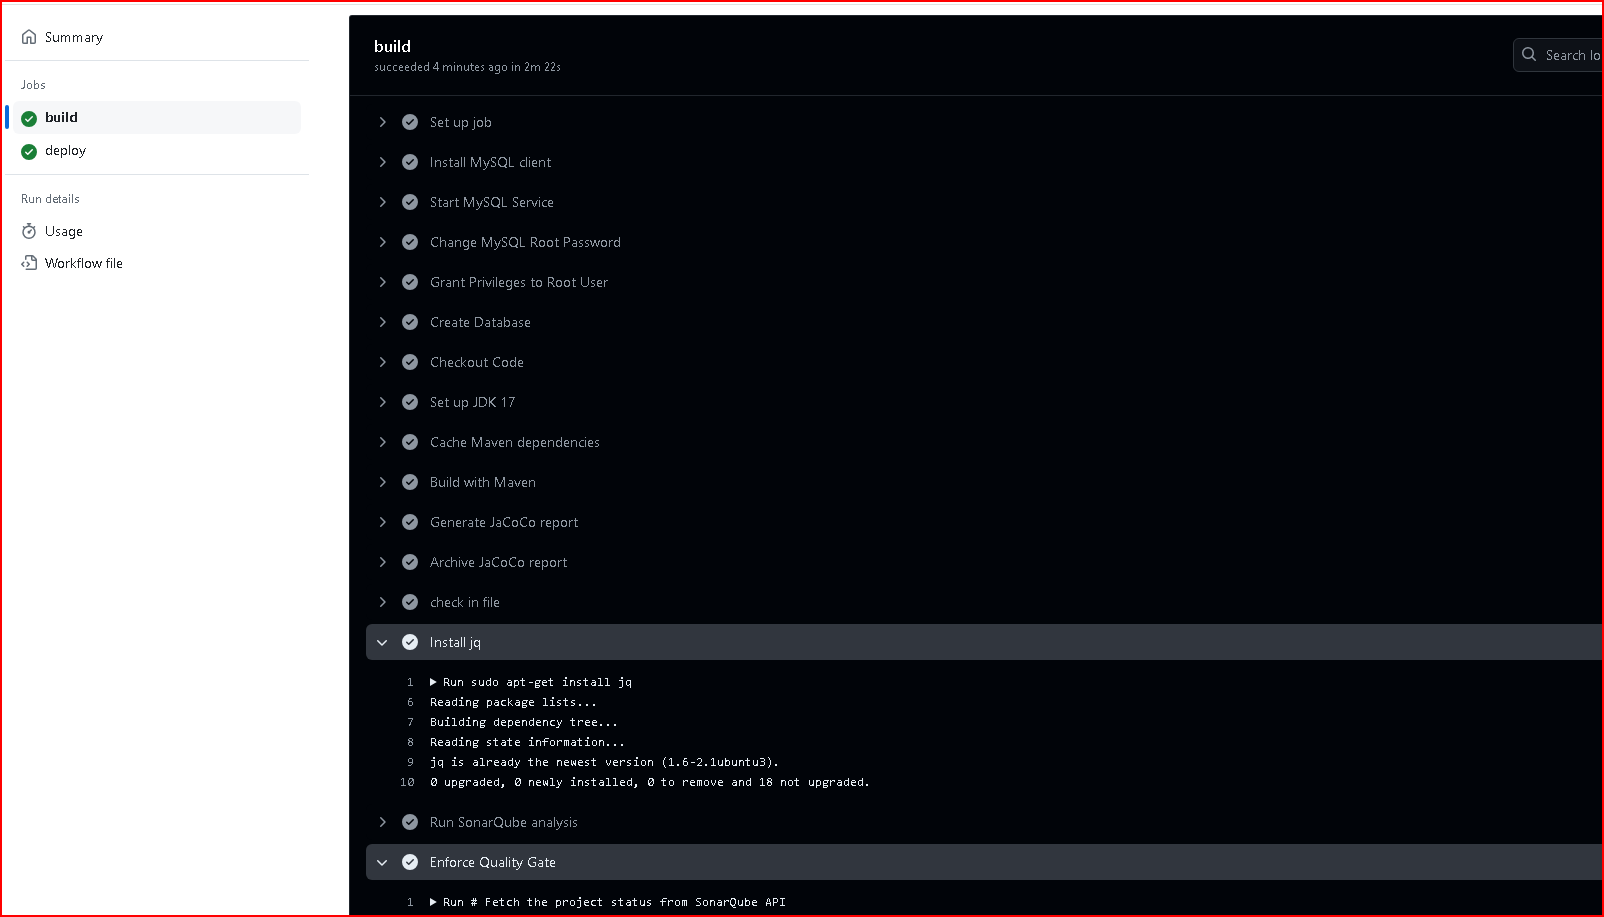 Summary
Jobs
build
deploy
Run details
Usage
Workflow file
build
succeeded 4 minutes ago in 2m 22s
Search lo
Set up job
Install MySQL client
Start MySQL Service
Change MySQL Root Password
Grant Privileges to Root User
Create Database
Checkout Code
Set up JDK 17
Cache Maven dependencies
Build with Maven
Generate JaCoCo report
Archive JaCoCo report
check in file
Install jq
1 Run sudo apt-get install jq
6 Reading package lists...
7 Building dependency tree...
8 Reading state information...
9 jq is already the newest version (1.6-2.1ubuntu3).
10 0 upgraded, 0 newly installed, 0 to remove and 18 not upgraded.
Run SonarQube analysis
Enforce Quality Gate
1 Run # Fetch the project status from SonarQube API